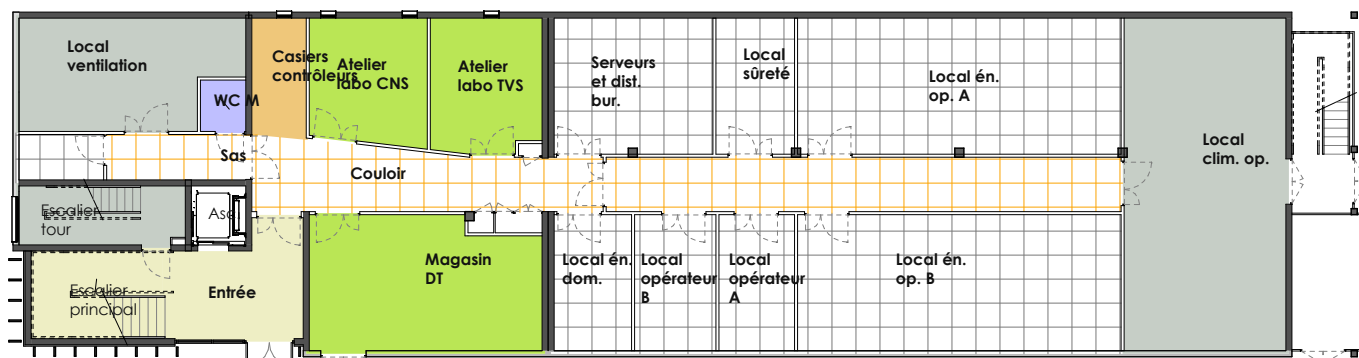 Local
ventilation
WC M
Casiers
contrôleurs
Atelier
labo CNS
Atelier
labo TVS
Serveurs
et dist.
bur.
Local
sûreté
Local én.
op. A
Local
clim. op.
Sas
Couloir
Escalier
tour
Asc.
Escalier
principal
Entrée
Magasin
DT
Local én.
dom.
Local
opérateur
B
Local
opérateur
A
Local én.
op. B